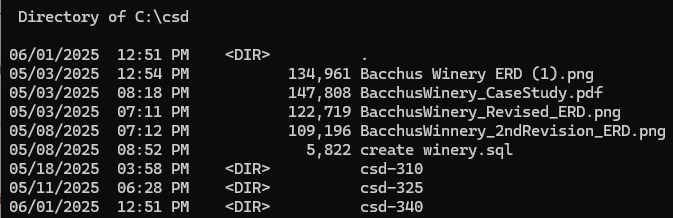 Directory of C:\csd
06/01/2025 12:51 PM <DIR> .
05/03/2025 12:54 PM 134,961 Bacchus Winery ERD (1).png
05/03/2025 08:18 PM 147,808 BacchusWinery_CaseStudy.pdf
05/03/2025 07:11 PM 122,719 BacchusWinery_Revised_ERD.png
05/08/2025 07:12 PM 109,196 BacchusWinnery_2ndRevision_ERD.png
05/08/2025 08:52 PM 5,822 create winery.sql
05/18/2025 03:58 PM <DIR> csd-310
05/11/2025 06:28 PM <DIR> csd-325
06/01/2025 12:51 PM <DIR> csd-340